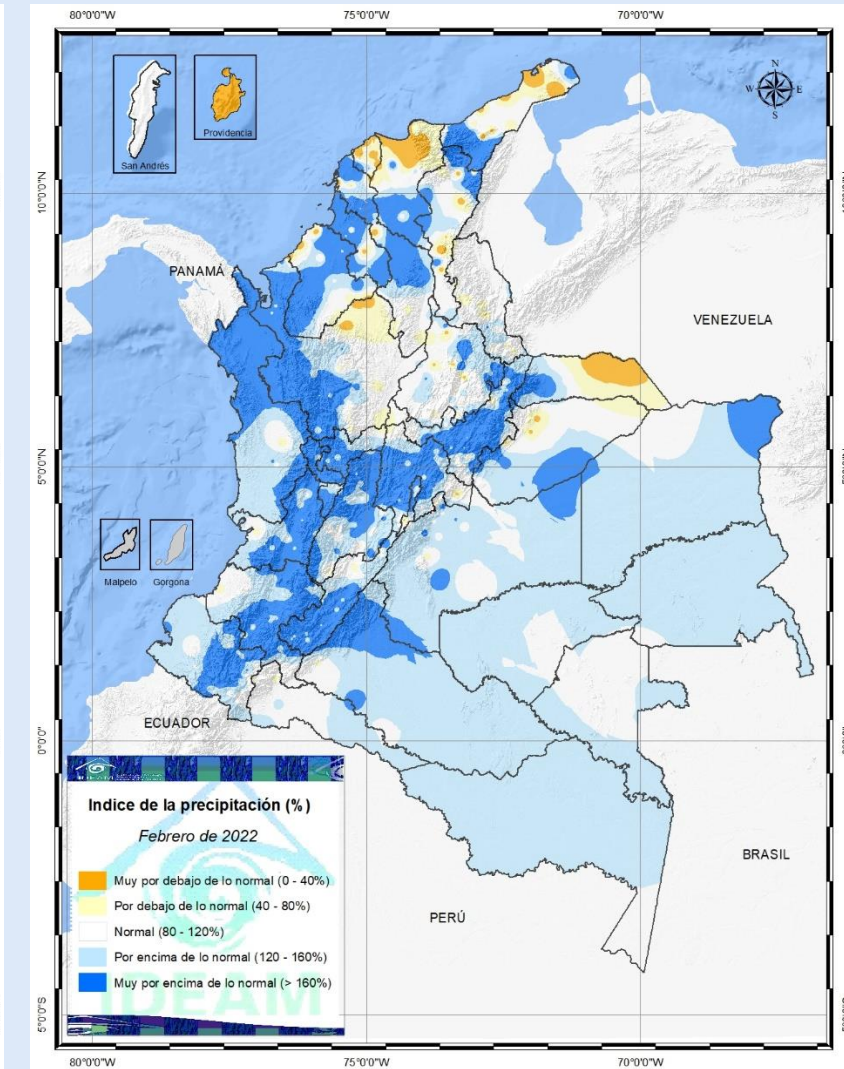 80°0'0"W 75°0'0"W 70°0'0"W
N
W E
S
San Andrés
Providencia
10°0'0"N
PANAMÁ
VENEZUELA
5°0'0"N
Malpelo Gorgona
ECUADOR
0°0'0"
Indice de la precipitación (%)
Febrero de 2022
Muy por debajo de lo normal (0 - 40%)
Por debajo de lo normal (40 - 80%)
Normal (80 - 120%)
Por encima de lo normal (120 - 160%)
Muy por encima de lo normal (> 160%)
IDEAM
BRASIL
PERÚ
5°0'0"S
80°0'0"W 75°0'0"W 70°0'0"W